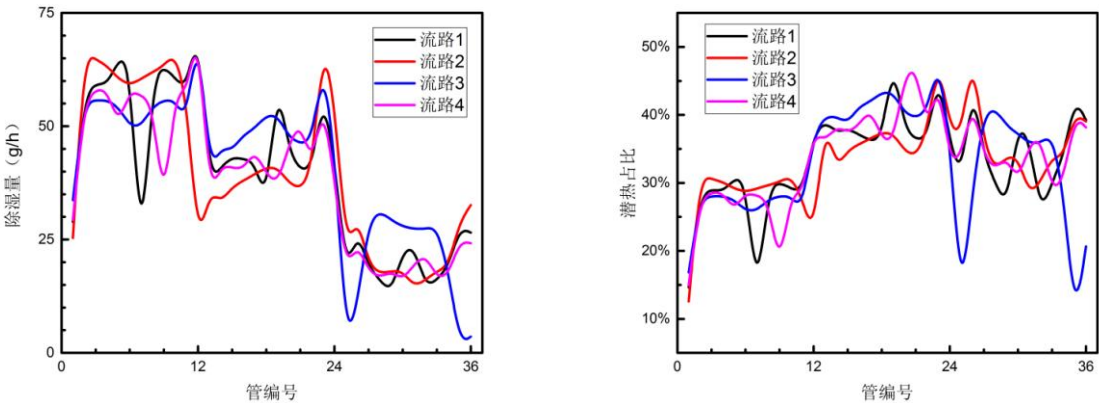 75
50
25
0
0
12
24
36
除湿量（g/h）
管编号
流路1
流路2
流路3
流路4
50%
40%
30%
20%
10%
0
12
24
36
潜热占比
管编号
流路1
流路2
流路3
流路4